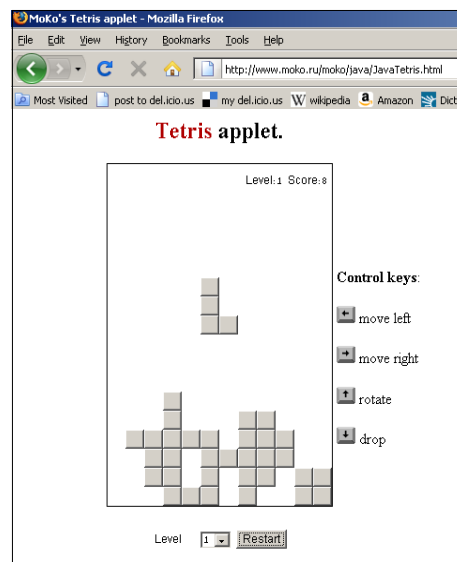 MoKo's Tetris applet - Mozilla Firefox
File Edit View History Bookmarks Tools Help
http://www.moko.ru/moko/java/JavaTetris.html
Most Visited post to del.icio.us my del.icio.us W wikipedia a Amazon Dict
Tetris applet.
Level:1 Score:8
Control keys:
move left
move right
rotate
drop
Level 1 Restart